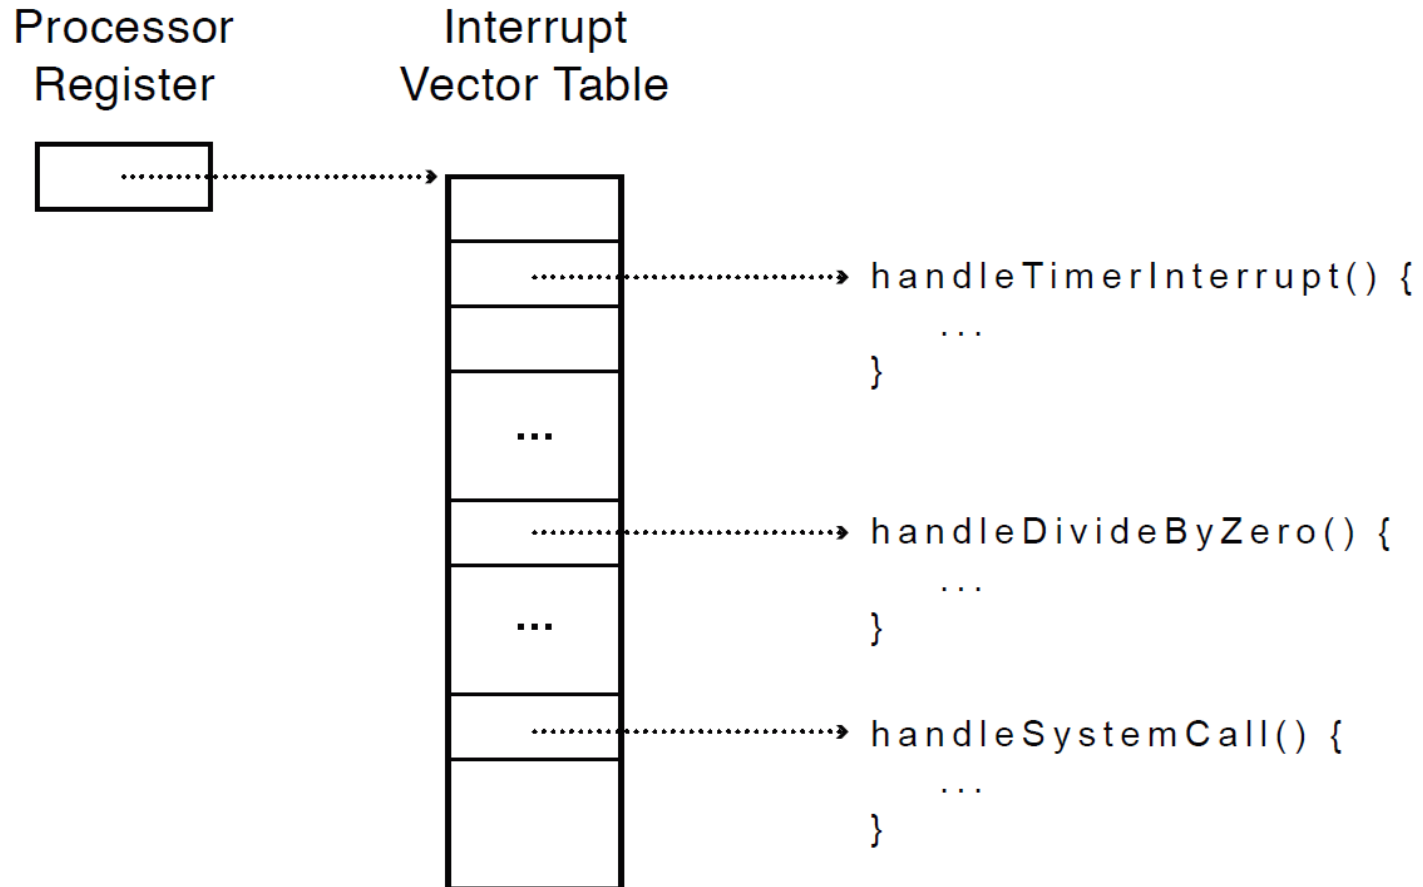 Processor
Register
Interrupt
Vector Table
handleTimerInterrupt() {
...
}
...
handleDivideByZero() {
...
}
...
handleSystemCall() {
...
}